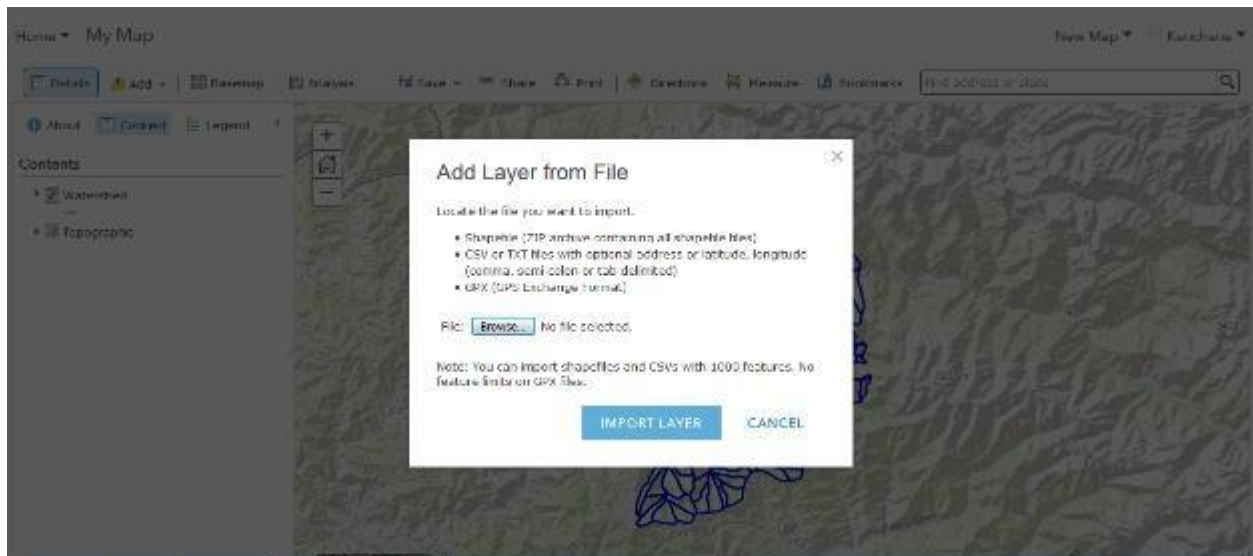 Home My Map New Map Kanchana
Details Add Basemap Analysis Save Share Print Directions Measure Bookmarks Find address or place
About Content Legend
Contents
Watershed
Topographic
Add Layer from File
Locate the file you want to import.
• Shapefile (ZIP archive containing all shapefile files)
• CSV or TXT files with optional address or latitude, longitude
(comma, semi-colon or tab delimited)
• GPX (GPS Exchange Format)
File: Browse... No file selected.
Note: You can import shapefiles and CSVs with 1000 features. No
feature limits on GPX files.
IMPORT LAYER CANCEL